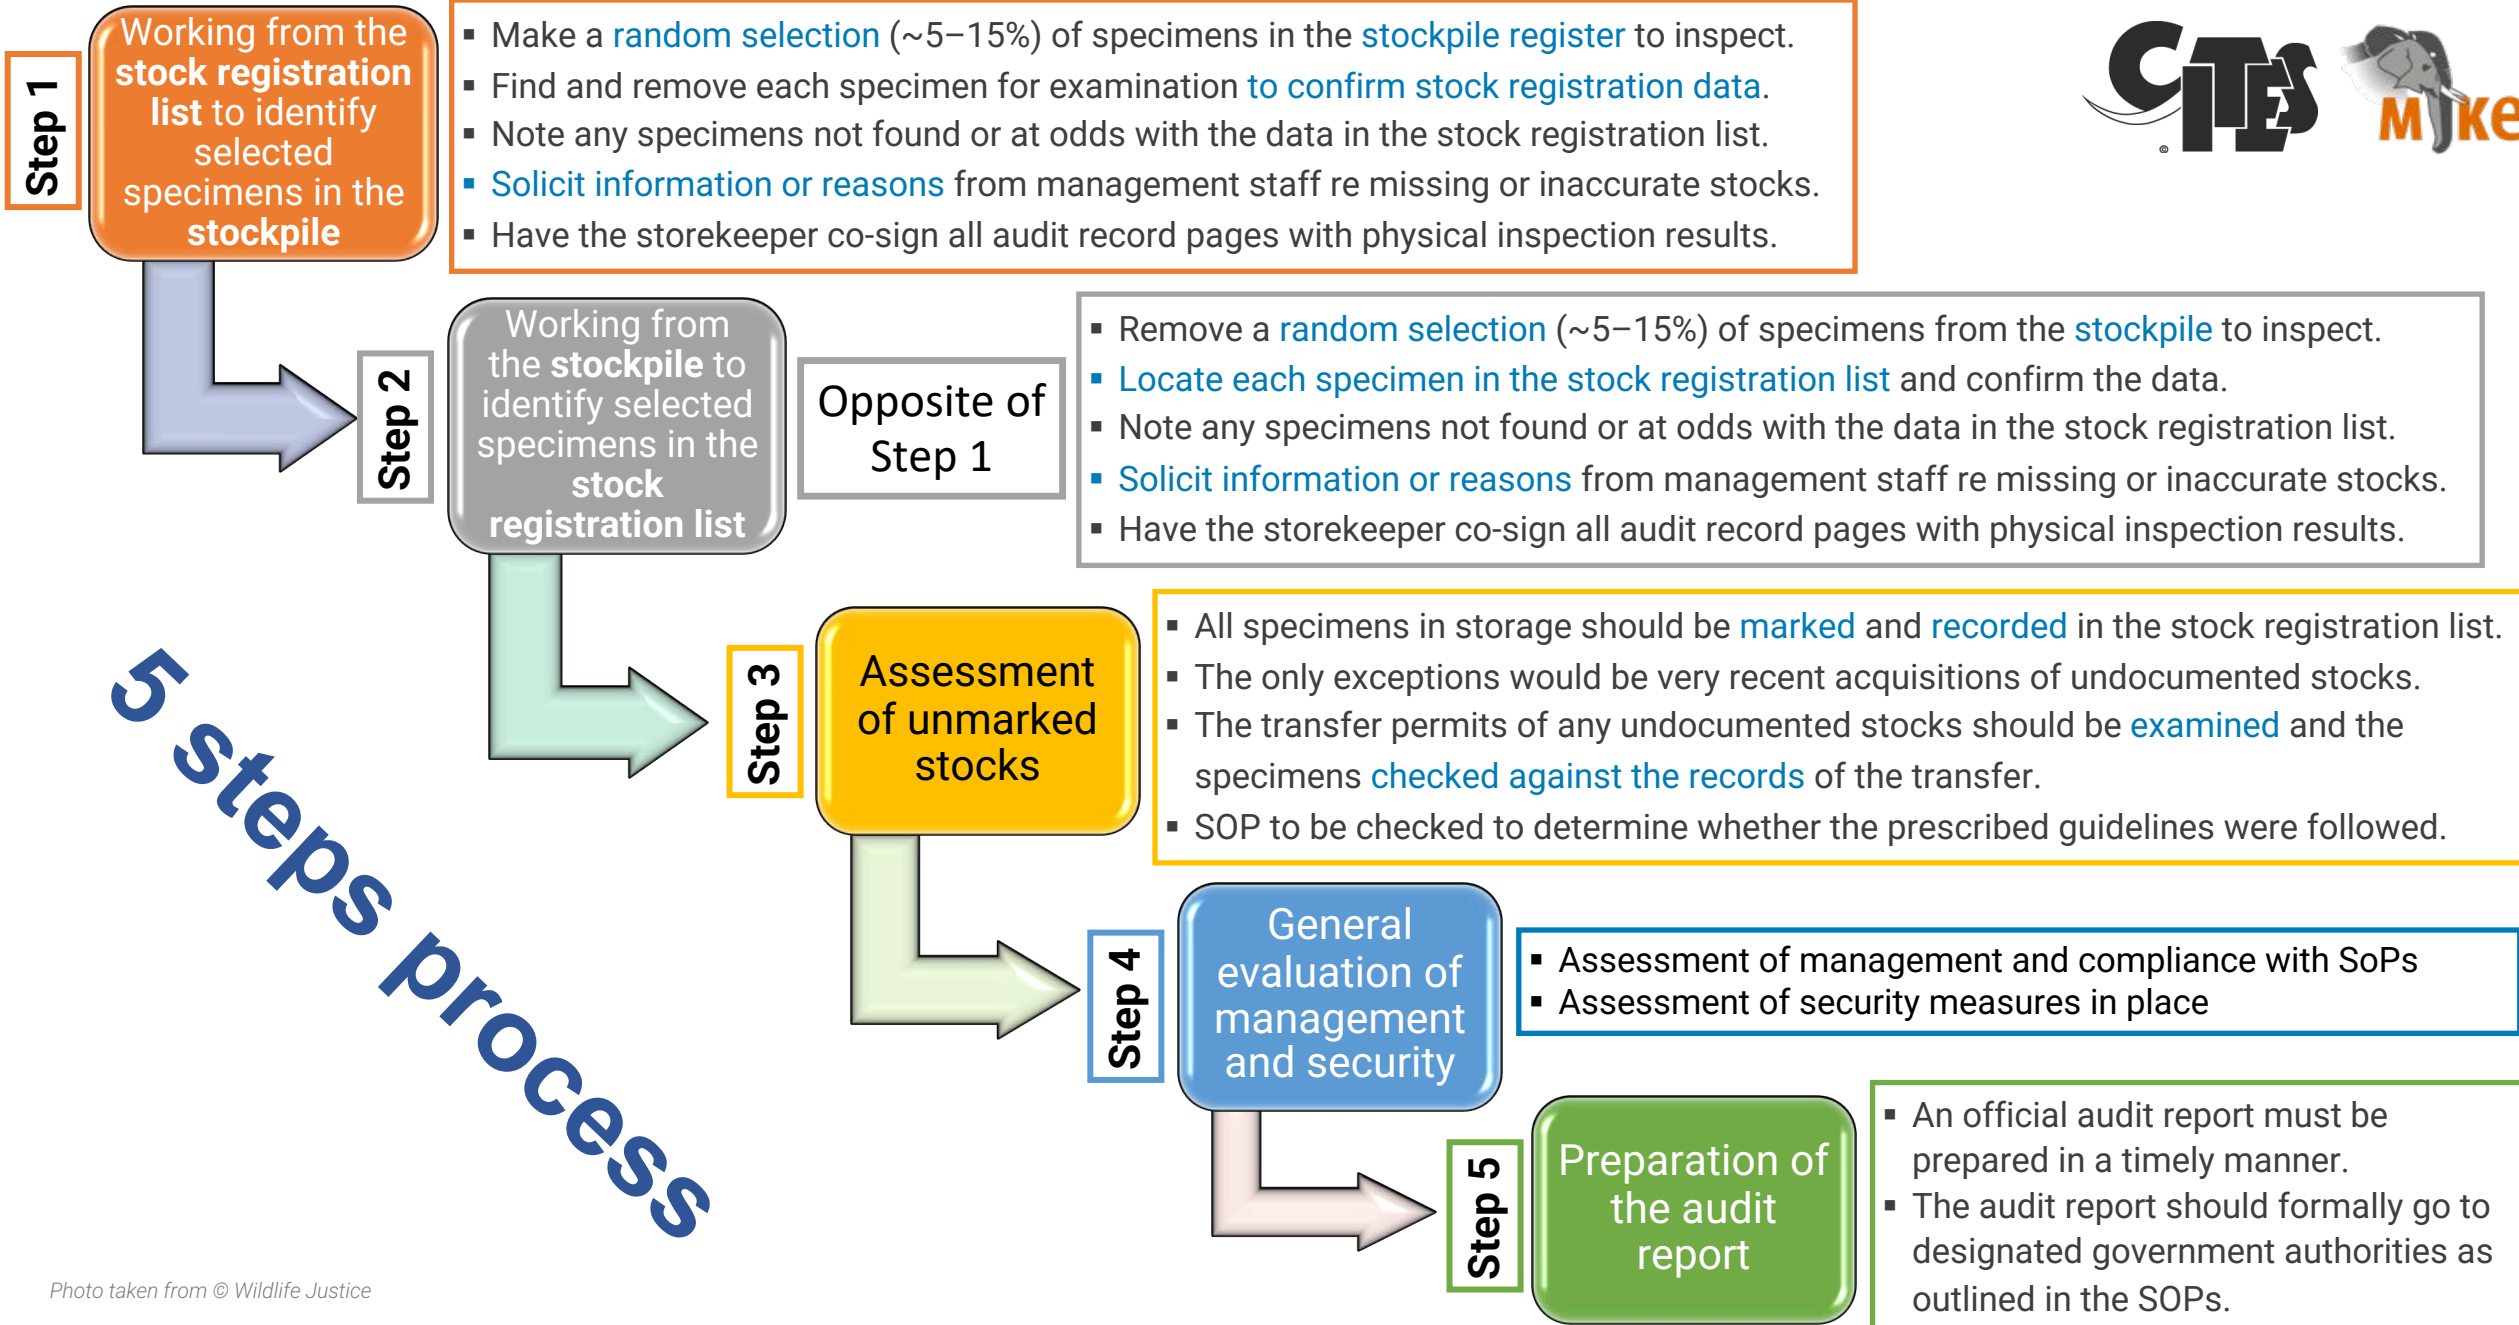 Step 1
Working from the
stock registration
list to identify
selected
specimens in the
stockpile
▪ Make a random selection (~5–15%) of specimens in the stockpile register to inspect.
▪ Find and remove each specimen for examination to confirm stock registration data.
▪ Note any specimens not found or at odds with the data in the stock registration list.
▪ Solicit information or reasons from management staff re missing or inaccurate stocks.
▪ Have the storekeeper co-sign all audit record pages with physical inspection results.
CITES
©
MIKE
Step 2
Working from
the stockpile to
identify selected
specimens in the
stock
registration list
Opposite of
Step 1
▪ Remove a random selection (~5–15%) of specimens from the stockpile to inspect.
▪ Locate each specimen in the stock registration list and confirm the data.
▪ Note any specimens not found or at odds with the data in the stock registration list.
▪ Solicit information or reasons from management staff re missing or inaccurate stocks.
▪ Have the storekeeper co-sign all audit record pages with physical inspection results.
5 steps process
Step 3
Assessment
of unmarked
stocks
▪ All specimens in storage should be marked and recorded in the stock registration list.
▪ The only exceptions would be very recent acquisitions of undocumented stocks.
▪ The transfer permits of any undocumented stocks should be examined and the
specimens checked against the records of the transfer.
▪ SOP to be checked to determine whether the prescribed guidelines were followed.
Step 4
General
evaluation of
management
and security
▪ Assessment of management and compliance with SoPs
▪ Assessment of security measures in place
Step 5
Preparation of
the audit
report
▪ An official audit report must be
prepared in a timely manner.
▪ The audit report should formally go to
designated government authorities as
outlined in the SOPs.
Photo taken from © Wildlife Justice